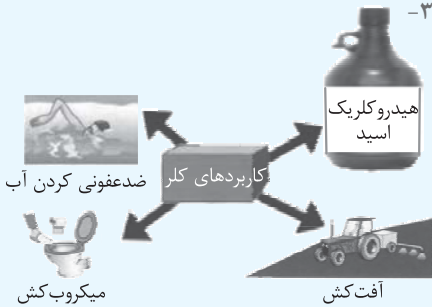 ۳-
هیدروکلریک
اسید
ضدعفونی کردن آب
کاربردهای کلر
میکروب‌کش
آفت‌کش